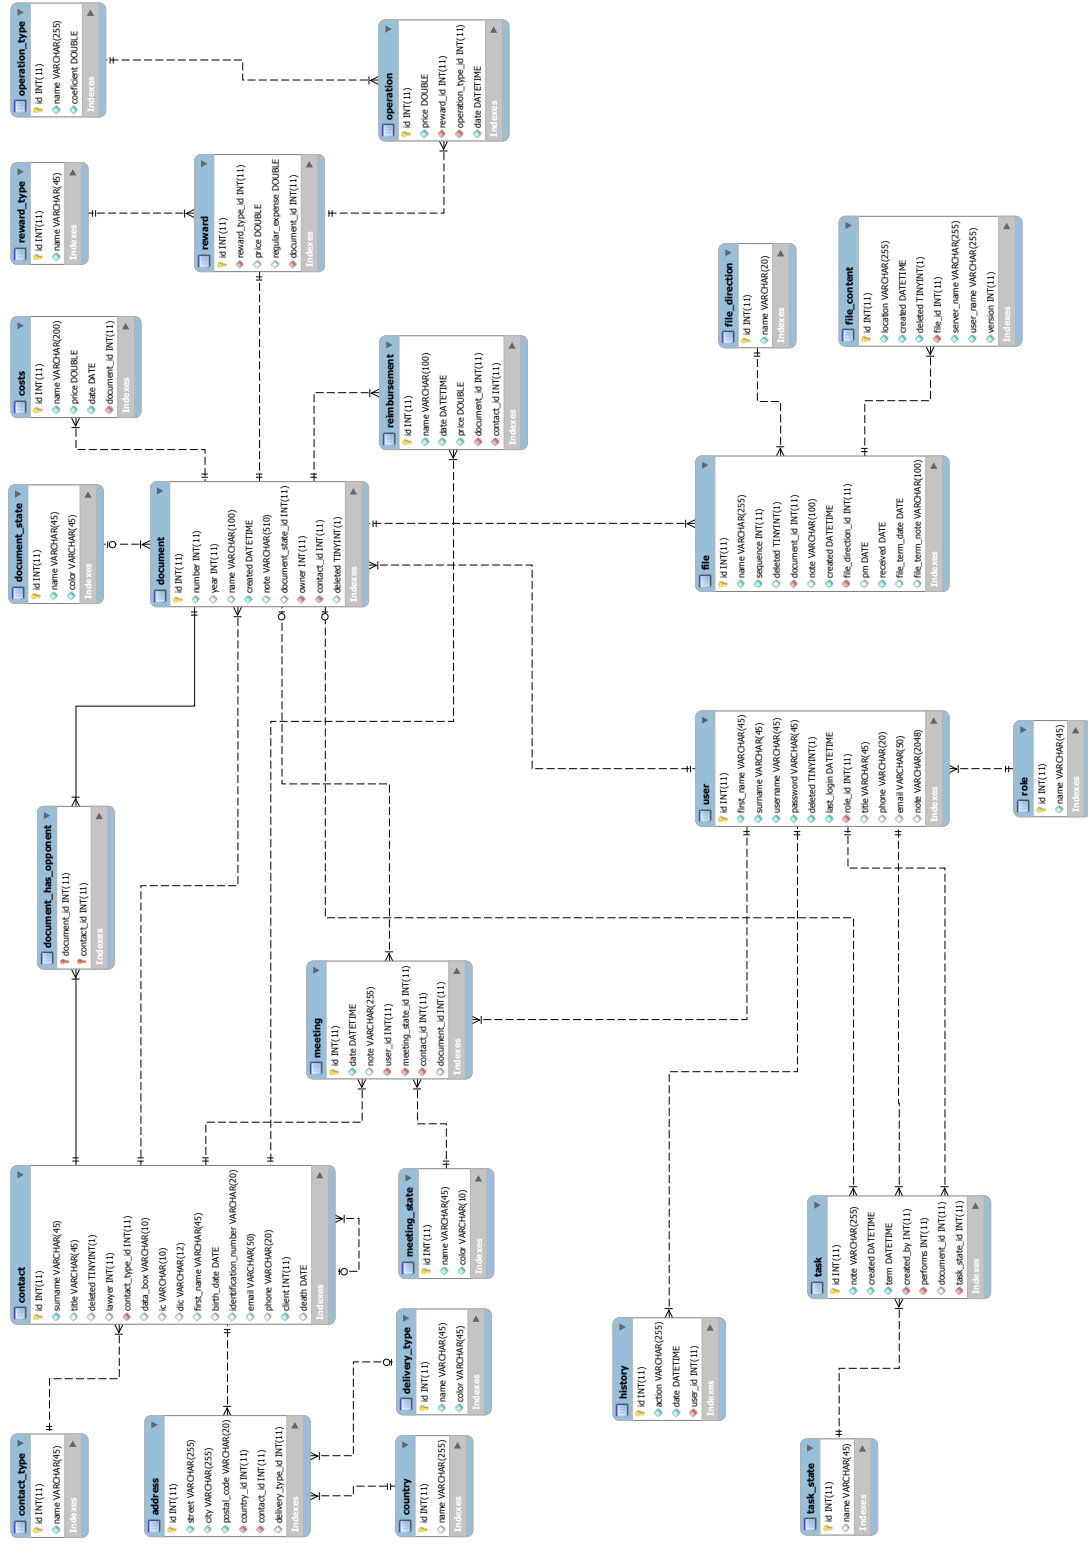 operation_type
id INT(11)
name VARCHAR(255)
coeficient DOUBLE
Indexes
operation
id INT(11)
price DOUBLE
reward_id INT(11)
operation_type_id INT(11)
date DATETIME
Indexes
reward_type
id INT(11)
name VARCHAR(45)
Indexes
reward
id INT(11)
reward_type_id INT(11)
price DOUBLE
regular_expense DOUBLE
document_id INT(11)
Indexes
costs
id INT(11)
name VARCHAR(200)
price DOUBLE
date DATE
document_id INT(11)
Indexes
reimbursement
id INT(11)
name VARCHAR(100)
date DATETIME
price DOUBLE
document_id INT(11)
contact_id INT(11)
Indexes
file_direction
id INT(11)
name VARCHAR(20)
Indexes
file_content
id INT(11)
location VARCHAR(255)
created DATETIME
deleted TINYINT(1)
file_id INT(11)
server_name VARCHAR(255)
user_name VARCHAR(255)
version INT(11)
Indexes
document_state
id INT(11)
name VARCHAR(45)
color VARCHAR(45)
Indexes
document
id INT(11)
number INT(11)
year INT(11)
name VARCHAR(100)
created DATETIME
note VARCHAR(510)
document_state_id INT(11)
owner INT(11)
contact_id INT(11)
deleted TINYINT(1)
Indexes
file
id INT(11)
name VARCHAR(255)
sequence INT(11)
deleted TINYINT(1)
document_id INT(11)
note VARCHAR(100)
created DATETIME
file_direction_id INT(11)
pm DATE
received DATE
file_term_date DATE
file_term_note VARCHAR(100)
Indexes
document_has_opponent
document_id INT(11)
contact_id INT(11)
Indexes
user
id INT(11)
first_name VARCHAR(45)
surname VARCHAR(45)
username VARCHAR(45)
password VARCHAR(45)
deleted TINYINT(1)
last_login DATETIME
role_id INT(11)
title VARCHAR(45)
phone VARCHAR(20)
email VARCHAR(50)
note VARCHAR(2048)
Indexes
role
id INT(11)
name VARCHAR(45)
Indexes
meeting
id INT(11)
date DATETIME
note VARCHAR(255)
user_id INT(11)
meeting_state_id INT(11)
contact_id INT(11)
document_id INT(11)
Indexes
contact
id INT(11)
surname VARCHAR(45)
title VARCHAR(45)
deleted TINYINT(1)
lawyer INT(11)
contact_type_id INT(11)
data_box VARCHAR(10)
ic VARCHAR(10)
dic VARCHAR(12)
first_name VARCHAR(45)
birth_date DATE
identification_number VARCHAR(20)
email VARCHAR(50)
phone VARCHAR(20)
client INT(11)
death DATE
Indexes
meeting_state
id INT(11)
name VARCHAR(45)
color VARCHAR(10)
Indexes
task
id INT(11)
note VARCHAR(255)
created DATETIME
term DATETIME
created_by INT(11)
performs INT(11)
document_id INT(11)
task_state_id INT(11)
Indexes
contact_type
id INT(11)
name VARCHAR(45)
Indexes
address
id INT(11)
street VARCHAR(255)
city VARCHAR(255)
postal_code VARCHAR(20)
country_id INT(11)
contact_id INT(11)
delivery_type_id INT(11)
Indexes
delivery_type
id INT(11)
name VARCHAR(45)
color VARCHAR(45)
Indexes
country
id INT(11)
name VARCHAR(255)
Indexes
history
id INT(11)
action VARCHAR(255)
date DATETIME
user_id INT(11)
Indexes
task_state
id INT(11)
name VARCHAR(45)
Indexes